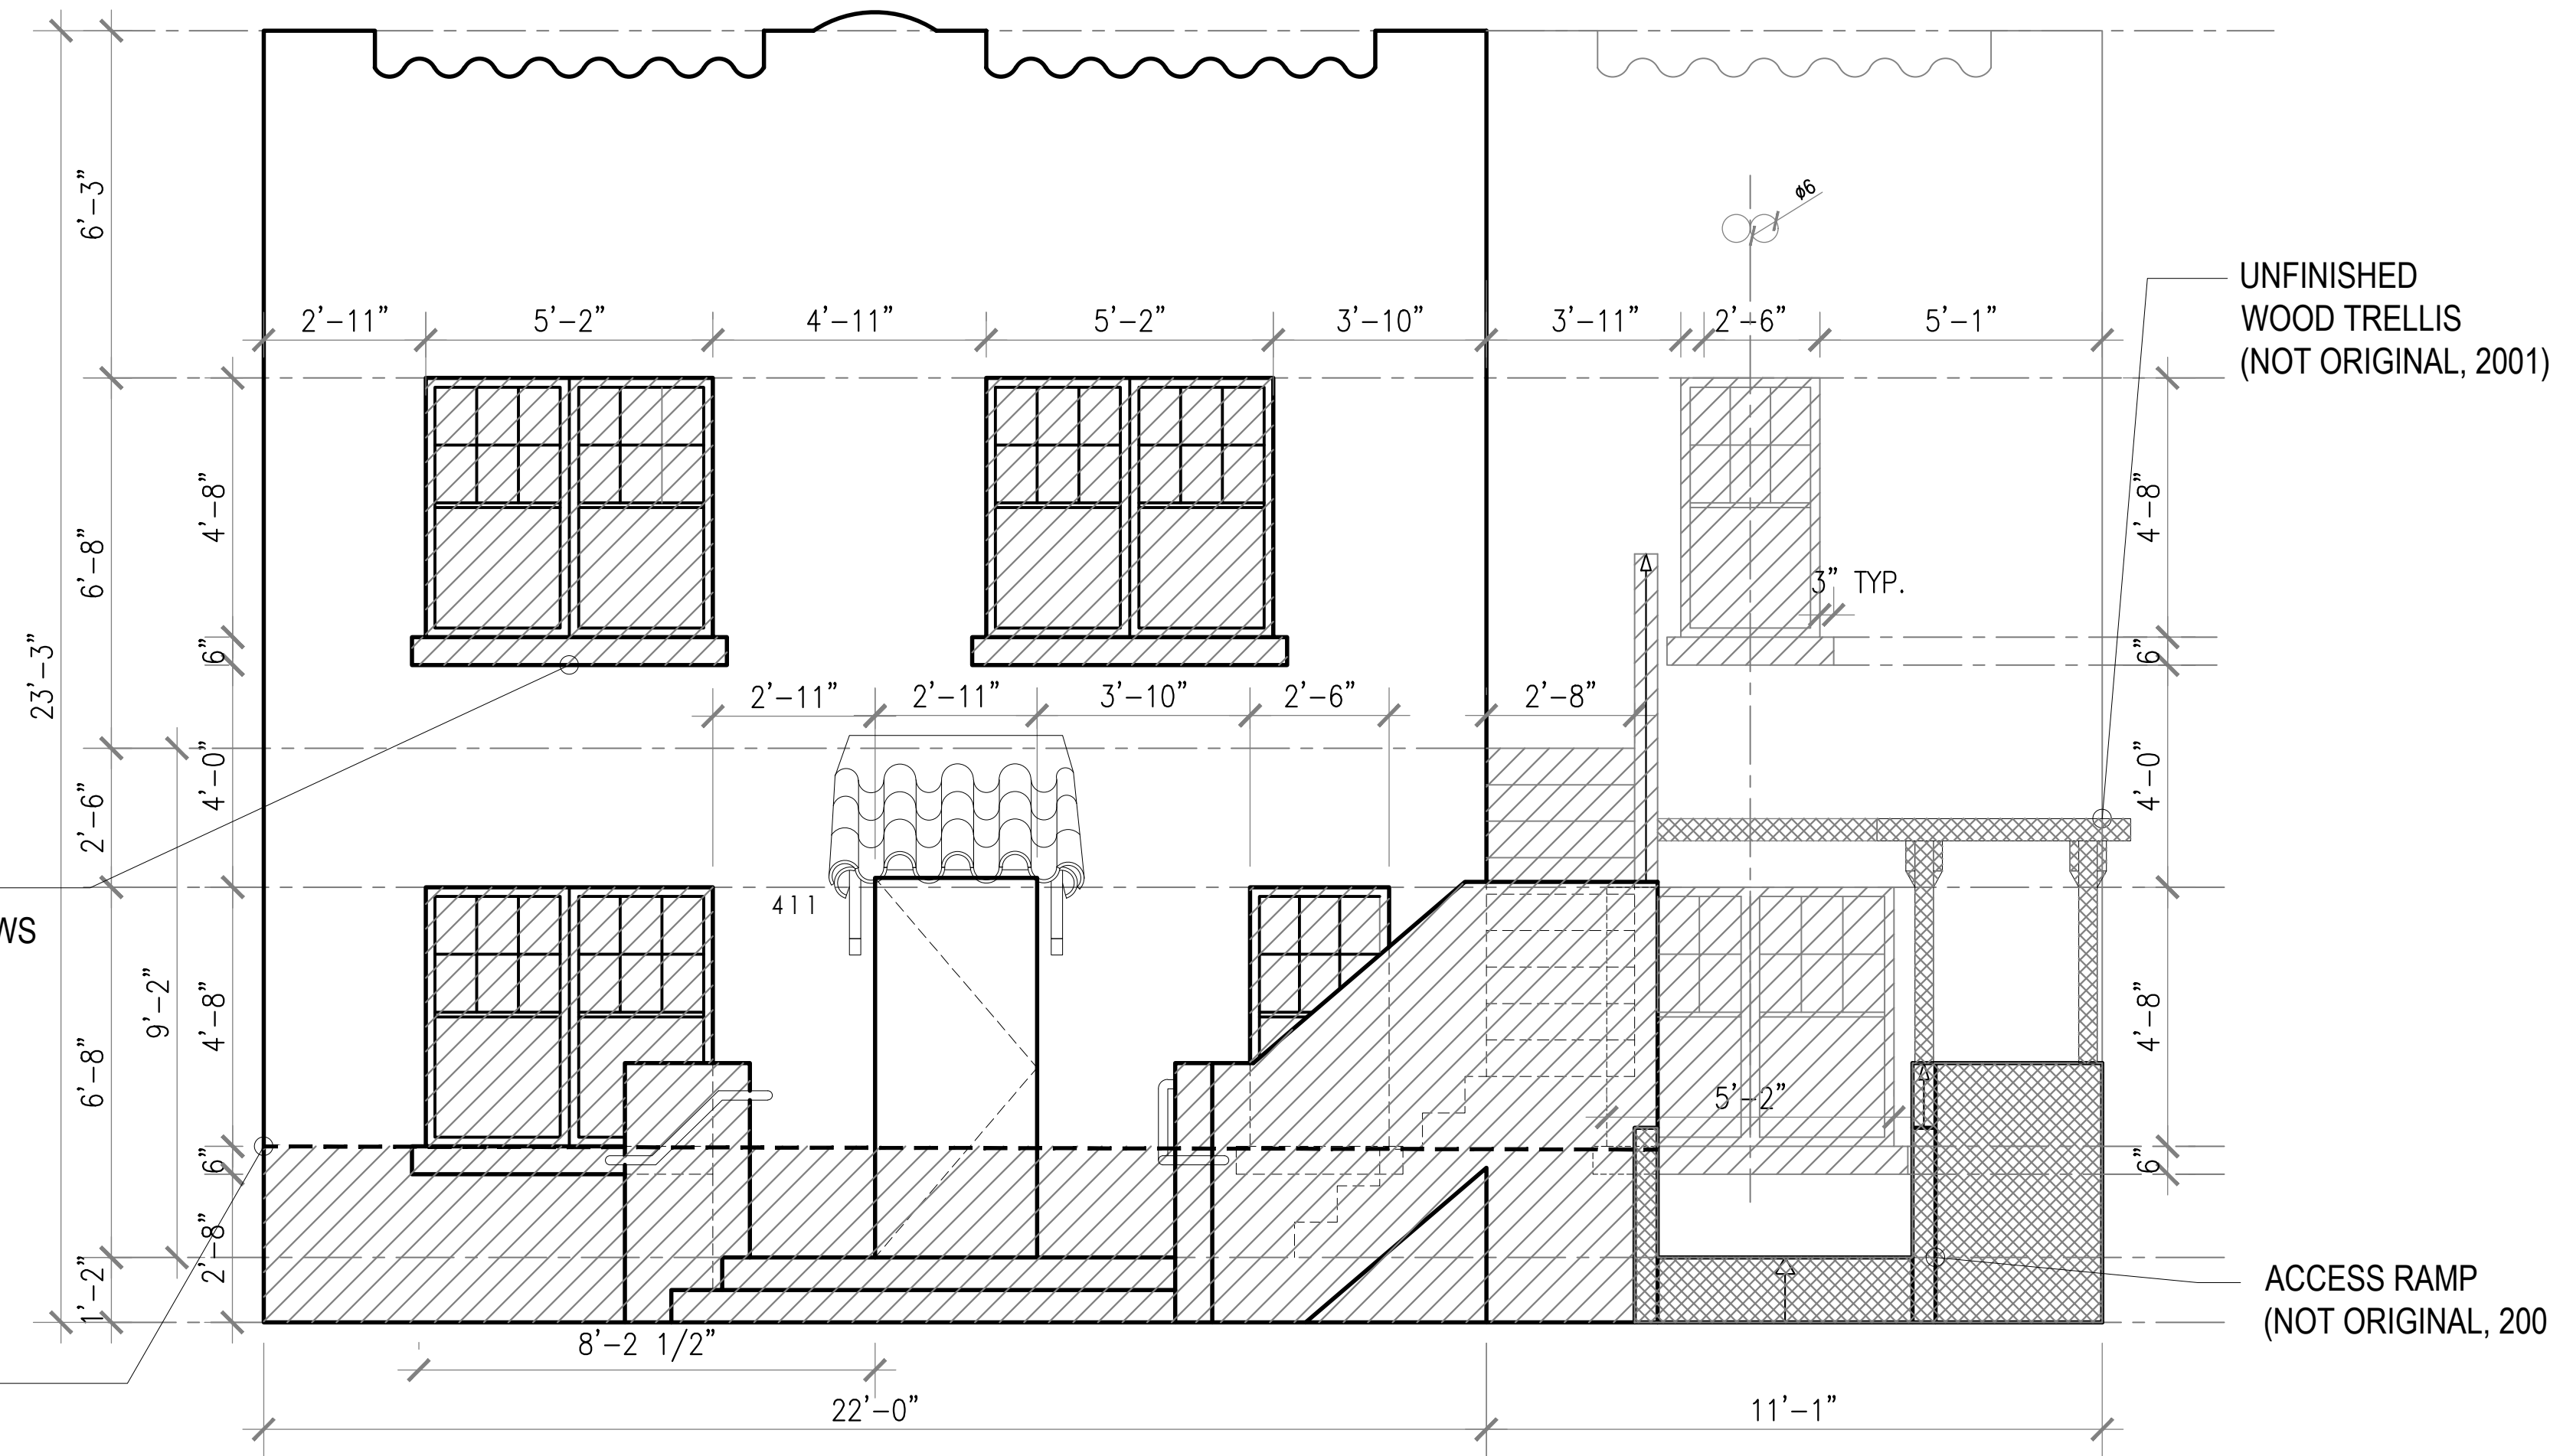 6'-3"
2'-11" 5'-2" 4'-11" 5'-2" 3'-10" 3'-11" 2'-6" 5'-1"
ø6
UNFINISHED
WOOD TRELLIS
(NOT ORIGINAL, 2001)
4'-8"
4'-8"
6'-8"
3" TYP.
23'-3"
6"
6"
2'-11" 2'-11" 3'-10" 2'-6" 2'-8"
4'-0"
4'-0"
2'-6"
411
WS
9'-2"
4'-8"
4'-8"
6'-8"
5'-2"
6"
6"
2'-8"
1'-2"
ACCESS RAMP
(NOT ORIGINAL, 200
8'-2 1/2"
22'-0" 11'-1"